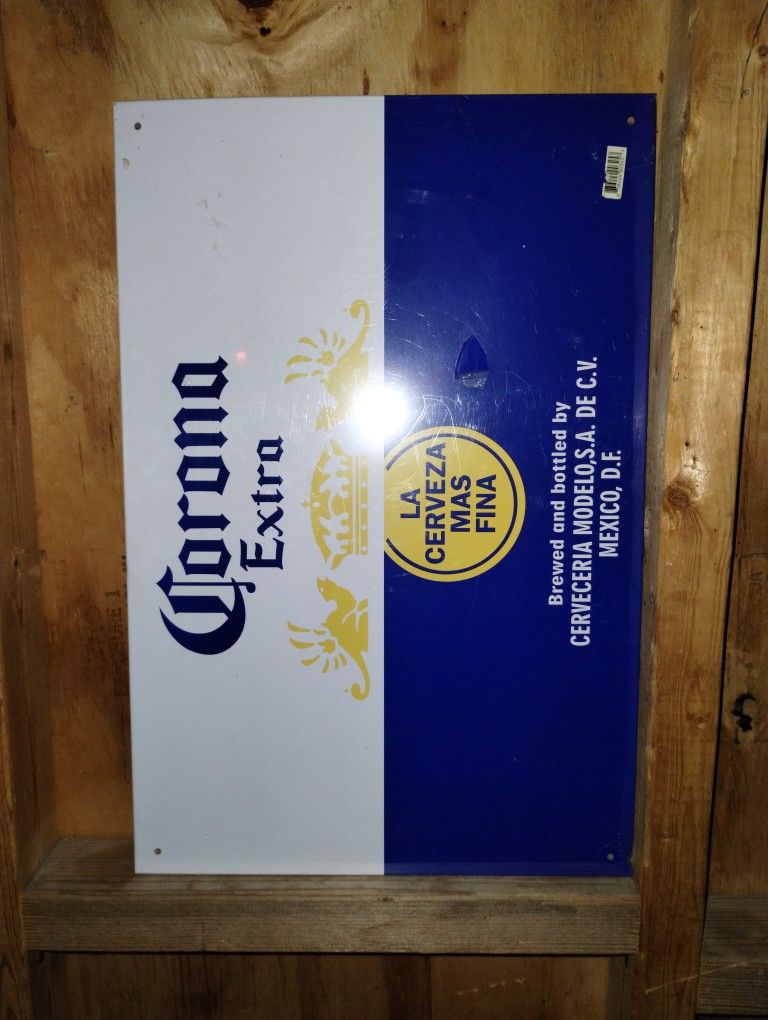 Corona
Extra
LA
CERVEZA
MAS
FINA
Brewed and bottled by
CERVECERIA MODELO,S.A. DE C.V.
MEXICO, D.F.